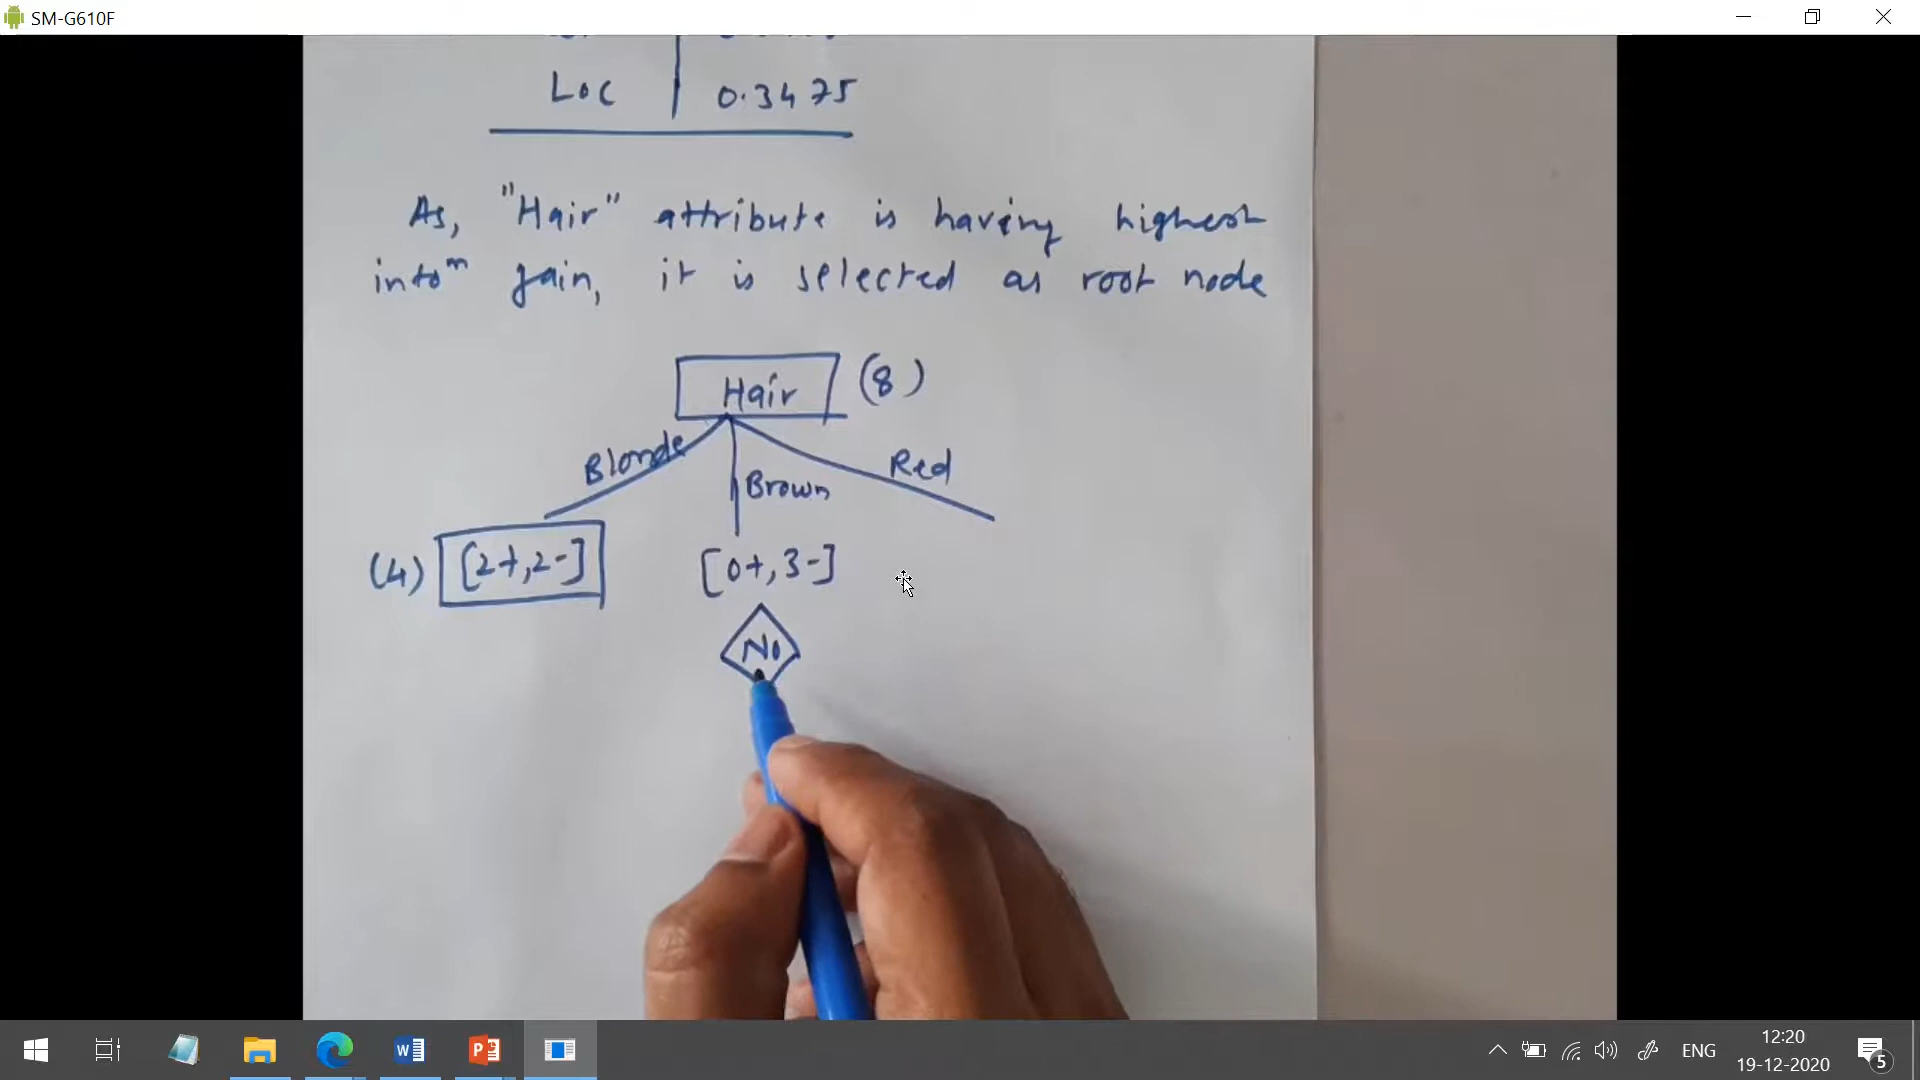 SM-G610F
Loc 0.3475
As, "Hair" attribute is having highest
intoᵐ gain, it is selected as root node
Hair (8)
Blonde
Red
Brown
(4) [2+,2-] [0+, 3-]
No
ENG
12:20
19-12-2020
5